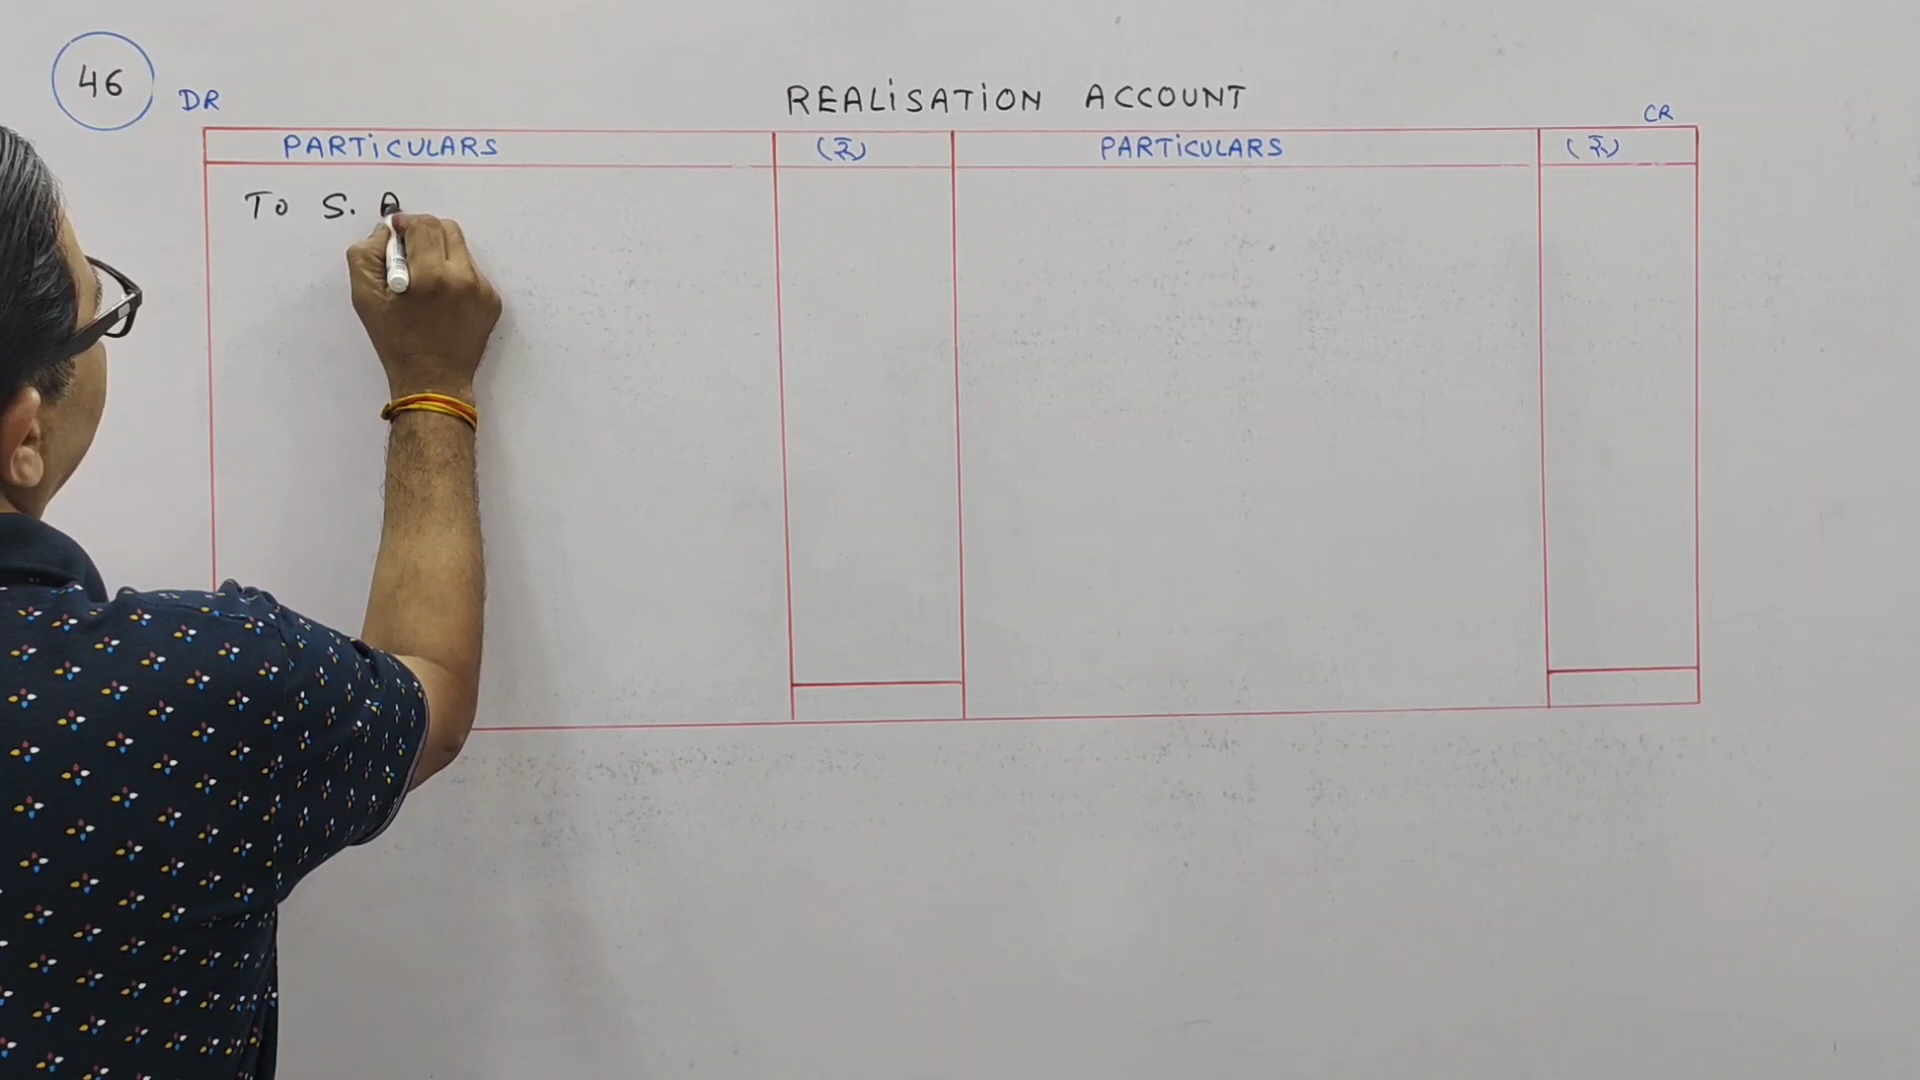 46
DR REALiSATiON ACCOUNT CR
PARTiCULARS (₹) PARTiCULARS (₹)
To S. A